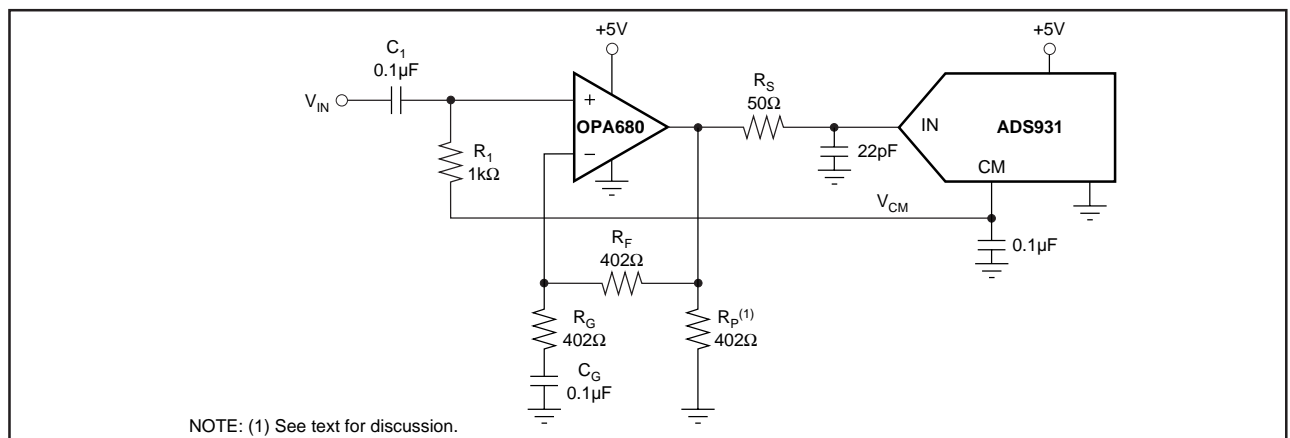 +5V
+5V
C1
0.1µF
RS
50Ω
VIN
+
OPA680
–
IN
ADS931
22pF
R1
1kΩ
CM
VCM
RF
402Ω
0.1µF
RG
402Ω
RP(1)
402Ω
CG
0.1µF
NOTE: (1) See text for discussion.